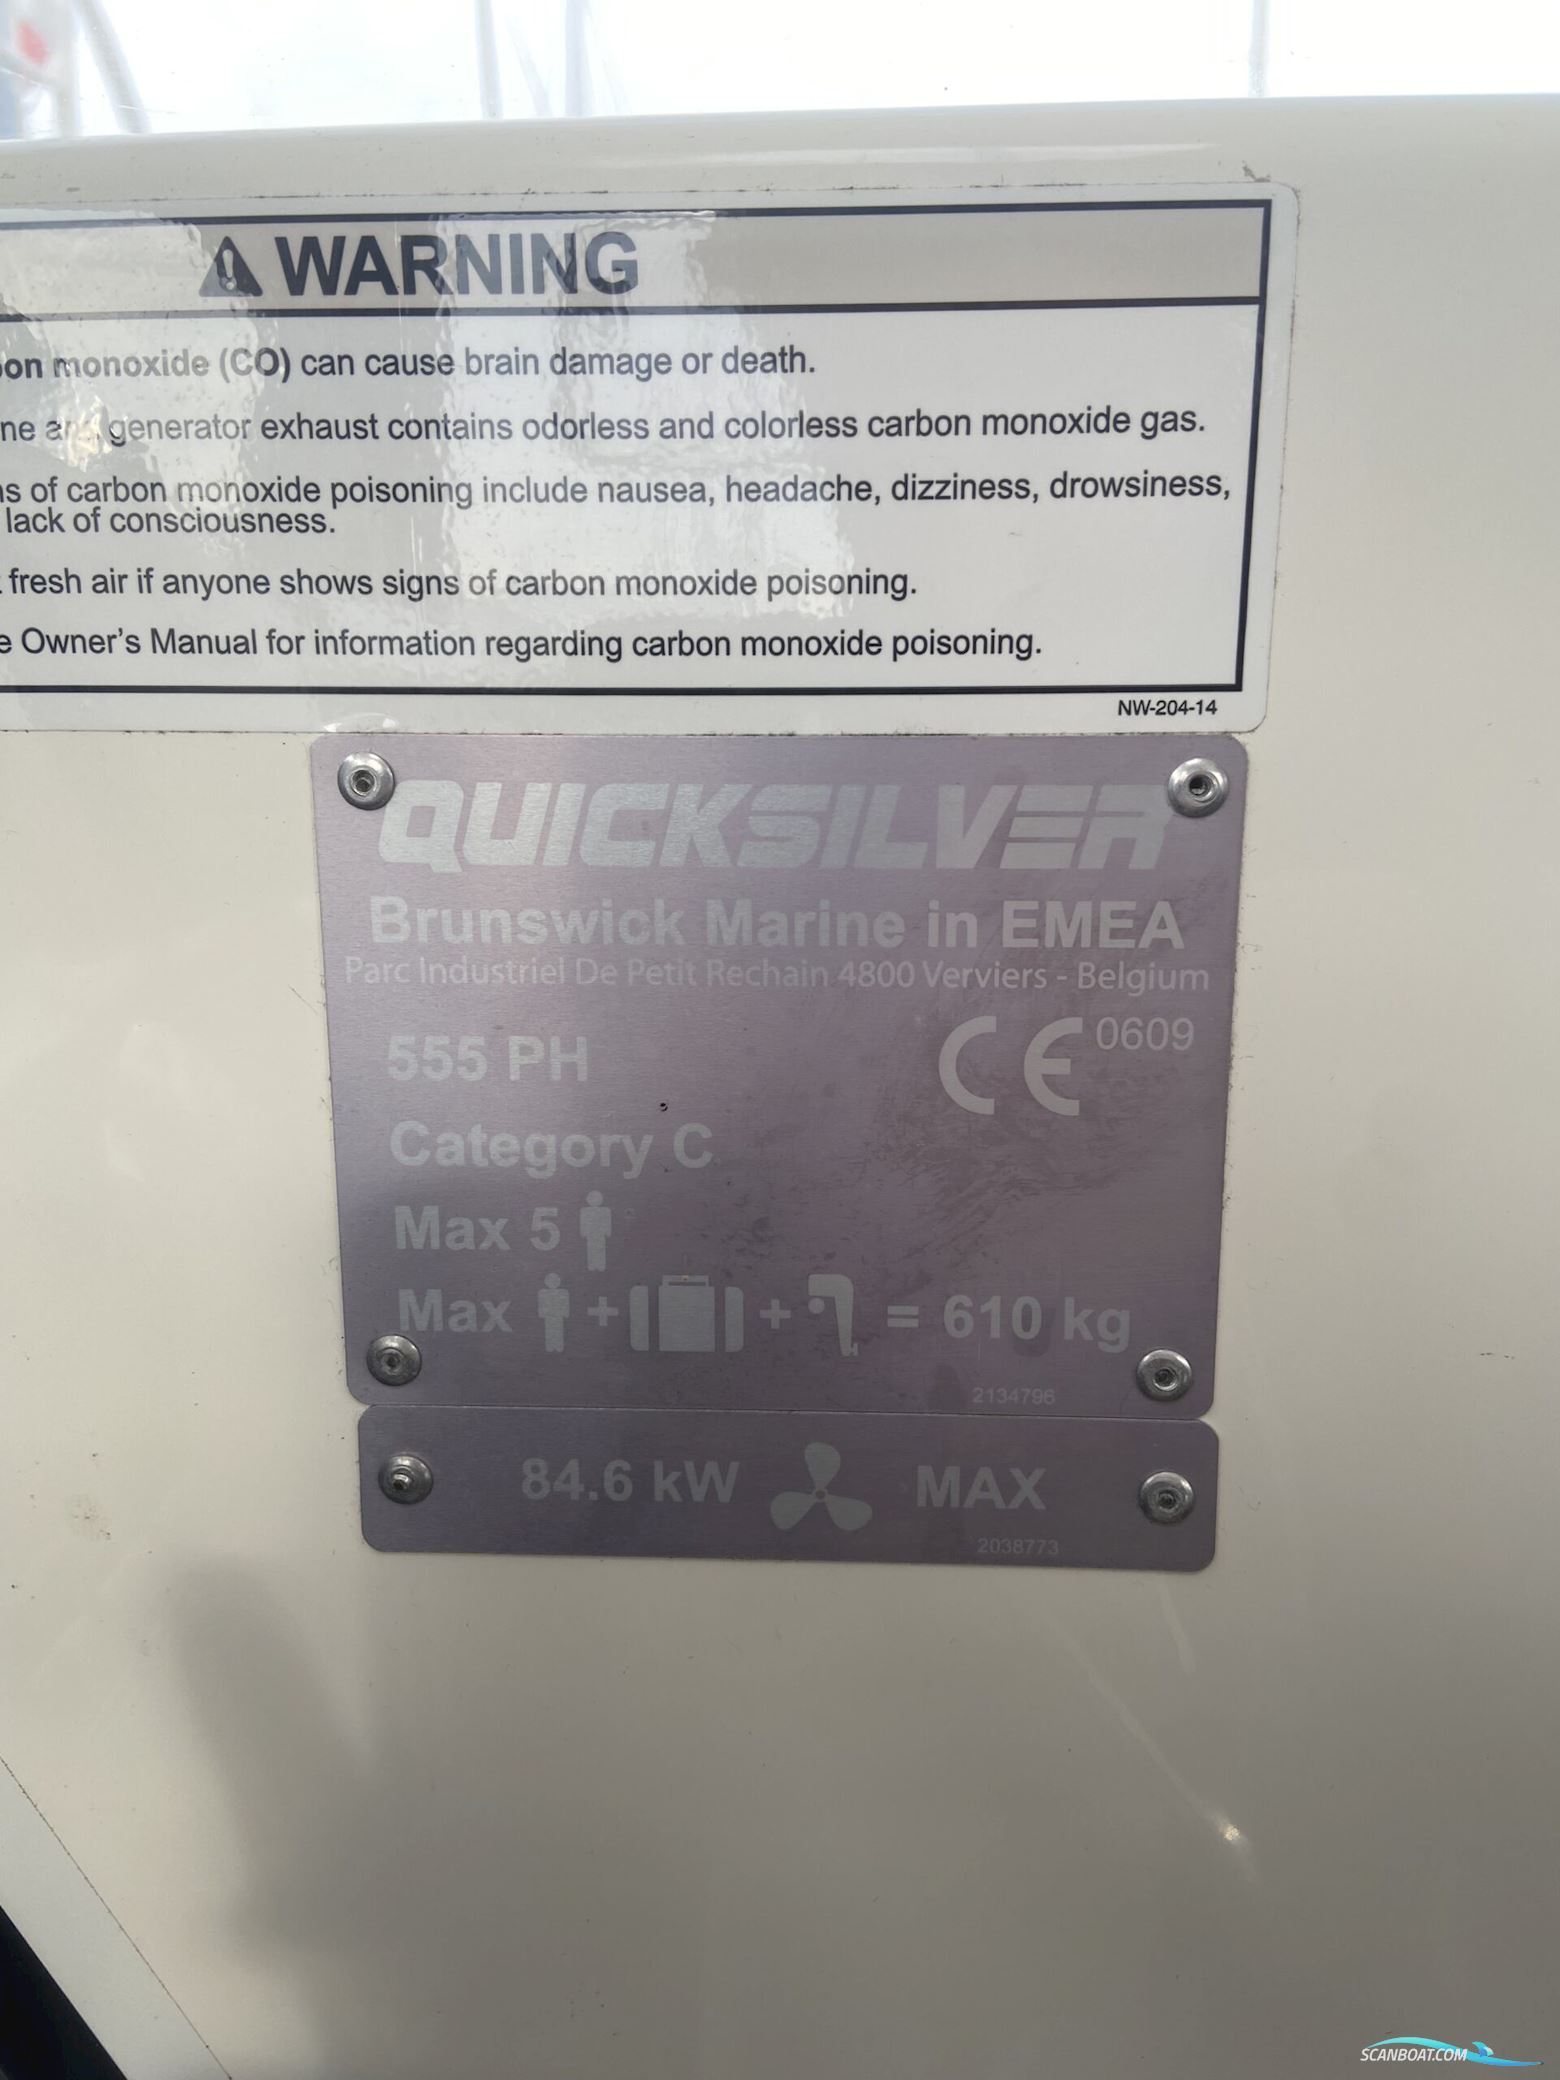 WARNING
on monoxide (CO) can cause brain damage or death.
ne and generator exhaust contains odorless and colorless carbon monoxide gas.
s of carbon monoxide poisoning include nausea, headache, dizziness, drowsiness,
lack of consciousness.
fresh air if anyone shows signs of carbon monoxide poisoning.
e Owner's Manual for information regarding carbon monoxide poisoning.
NW-204-14
QUICKSILVER
Brunswick Marine in EMEA
Parc Industriel De Petit Rechain 4800 Verviers - Belgium
555 PH
CE 0609
Category C
Max 5
Max + + = 610 kg
2134796
84.6 kW MAX
2038773
SCANBOAT.COM